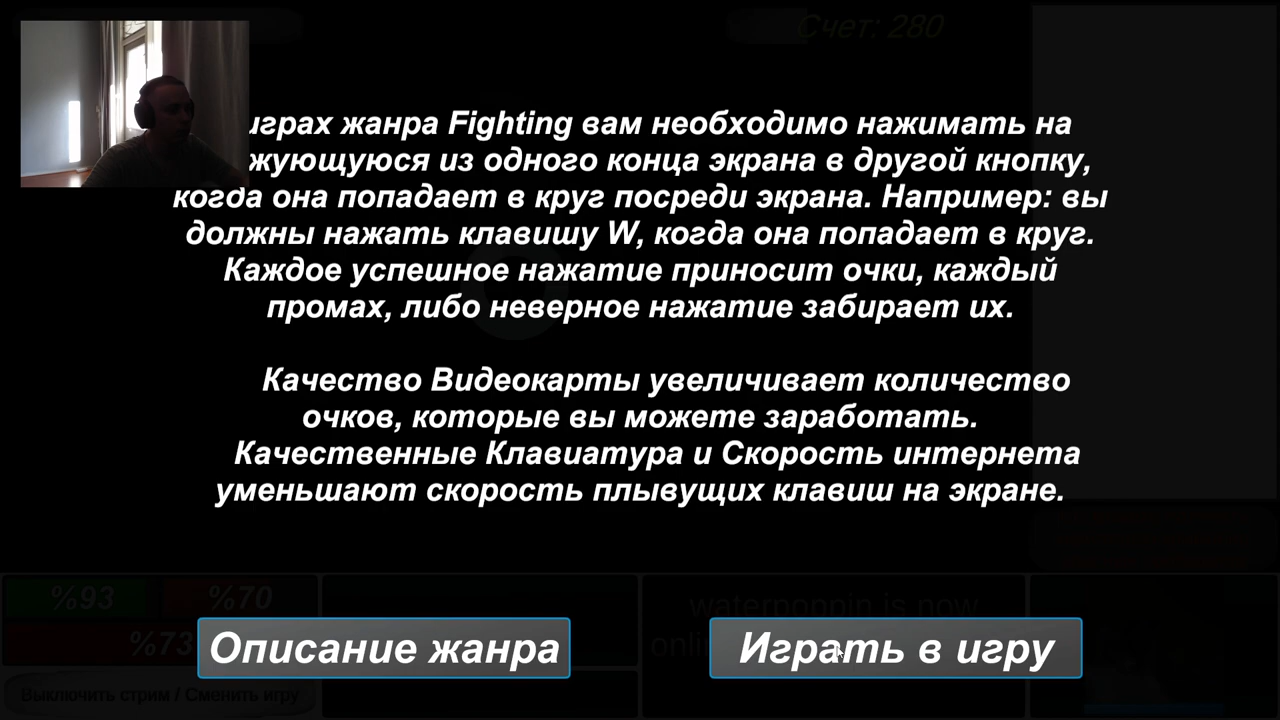 Счет: 280
играх жанра Fighting вам необходимо нажимать на
жующуюся из одного конца экрана в другой кнопку,
когда она попадает в круг посреди экрана. Например: вы
должны нажать клавишу W, когда она попадает в круг.
Каждое успешное нажатие приносит очки, каждый
промах, либо неверное нажатие забирает их.
Качество Видеокарты увеличивает количество
очков, которые вы можете заработать.
Качественные Клавиатура и Скорость интернета
уменьшают скорость плывущих клавиш на экране.
%93 %70
waterpoppin is now
%73
Описание жанра
Играть в игру
Выключить стрим / Сменить игру